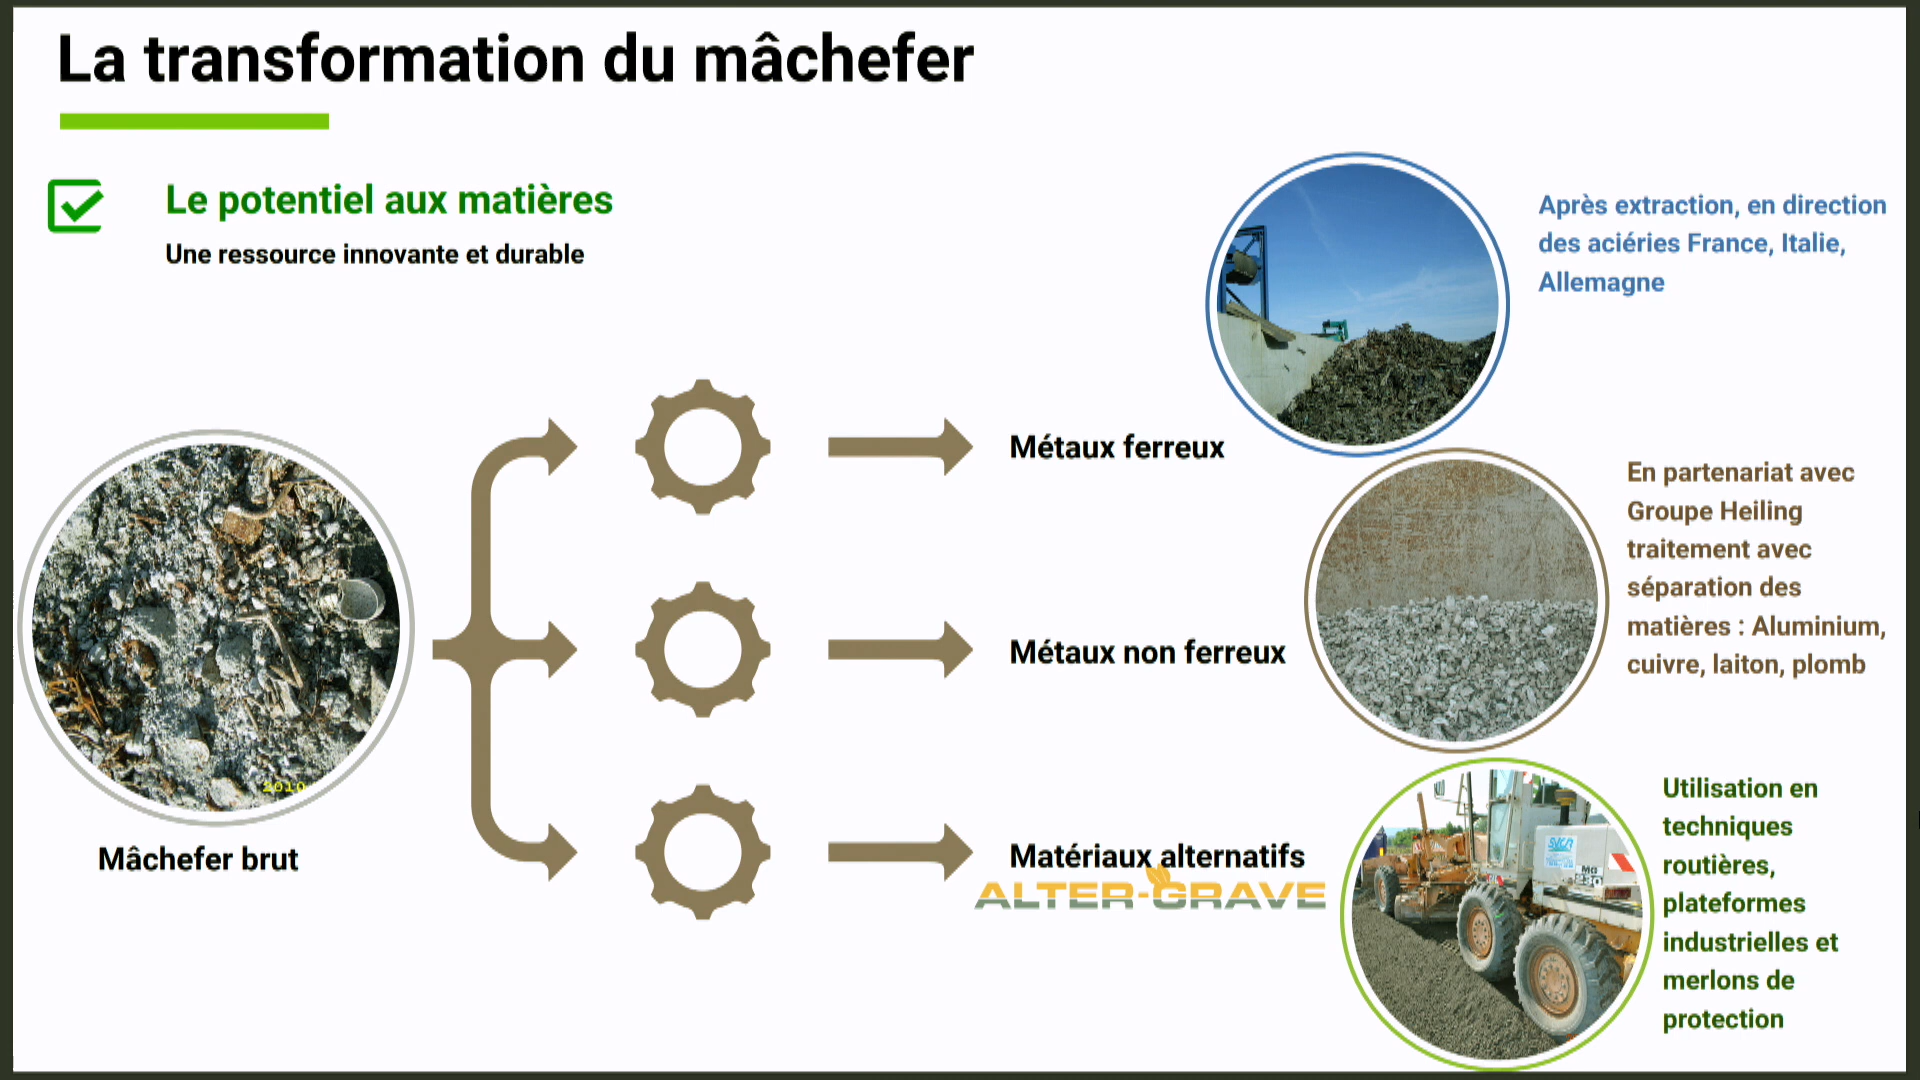 La transformation du mâchefer
Le potentiel aux matières
Une ressource innovante et durable
Après extraction, en direction
des aciéries France, Italie,
Allemagne
Métaux ferreux
En partenariat avec
Groupe Heiling
traitement avec
séparation des
matières : Aluminium,
cuivre, laiton, plomb
Métaux non ferreux
2010
Mâchefer brut
Matériaux alternatifs
ALTER-GRAVE
Utilisation en
techniques
routières,
plateformes
industrielles et
merlons de
protection
MG